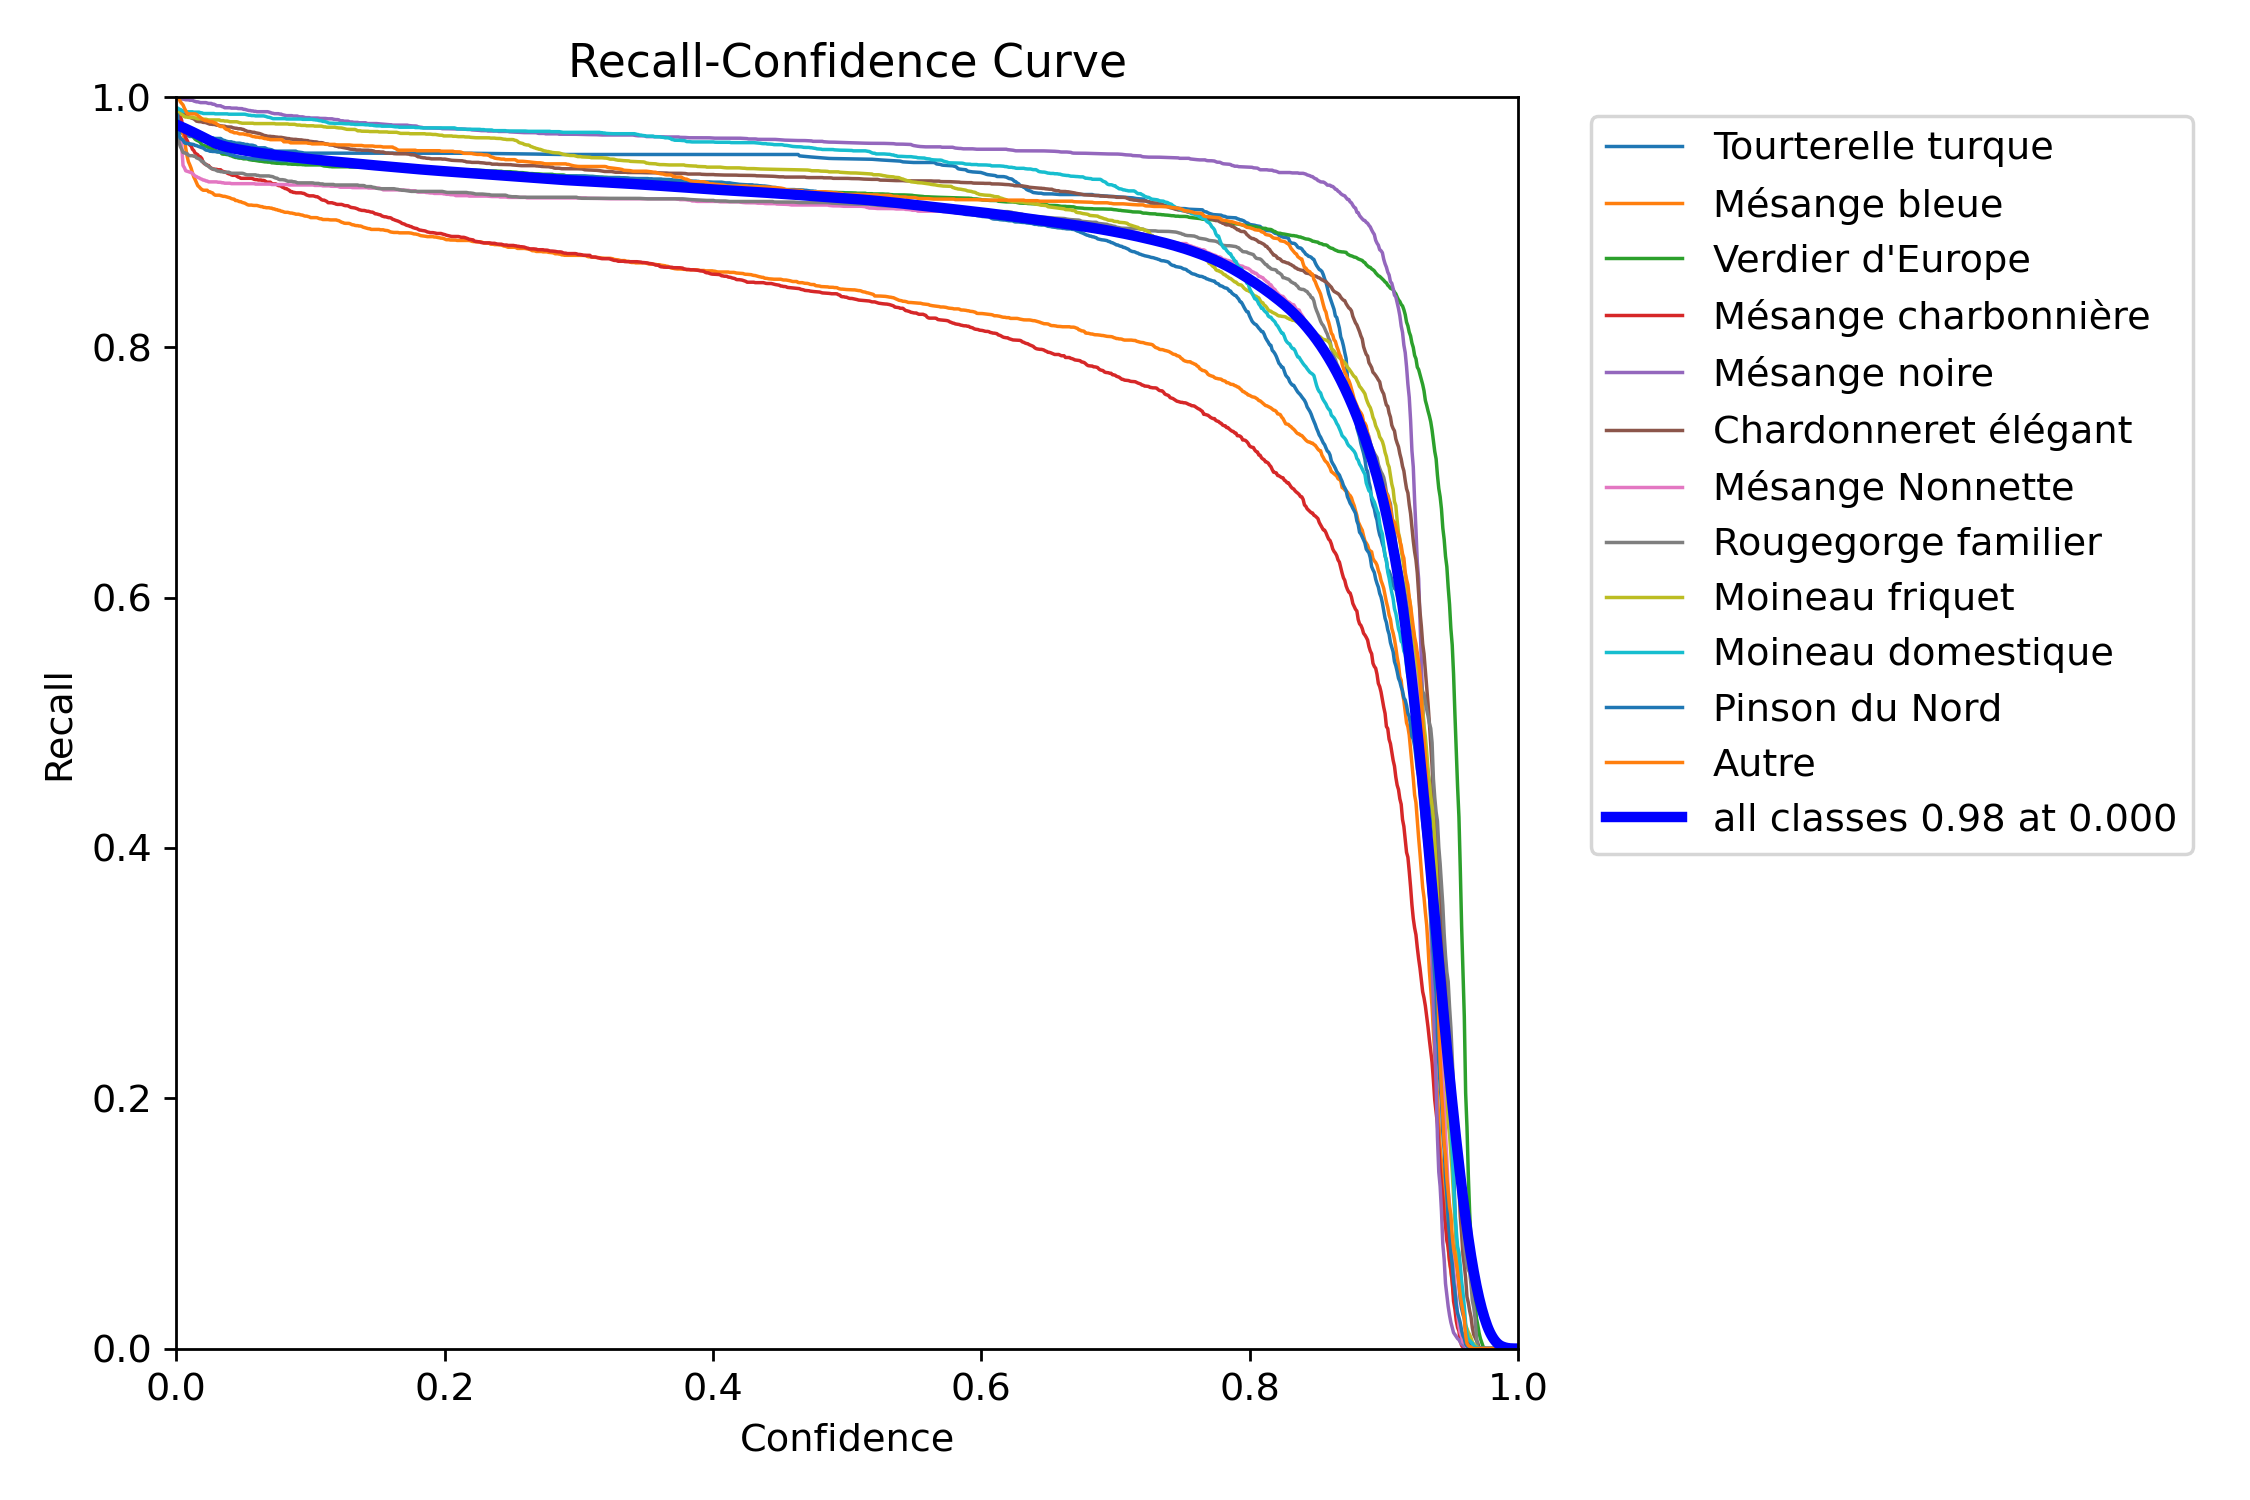 Recall-Confidence Curve
1.0
0.8
0.6
0.4
0.2
0.0
Recall
0.0 0.2 0.4 0.6 0.8 1.0
Confidence
Tourterelle turque
Mésange bleue
Verdier d'Europe
Mésange charbonnière
Mésange noire
Chardonneret élégant
Mésange Nonnette
Rougegorge familier
Moineau friquet
Moineau domestique
Pinson du Nord
Autre
all classes 0.98 at 0.000